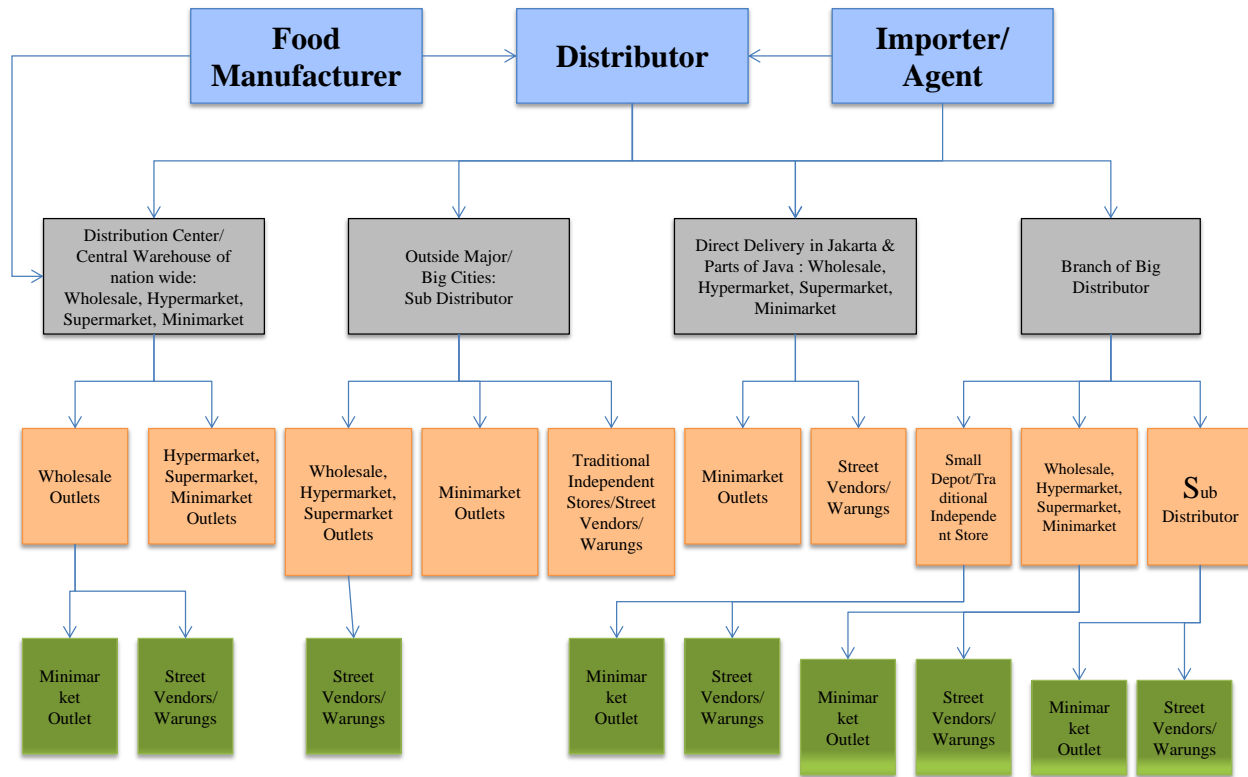 Food
Manufacturer
Distributor
Importer/
Agent
Distribution Center/
Central Warehouse of
nation wide:
Wholesale, Hypermarket,
Supermarket, Minimarket
Outside Major/
Big Cities:
Sub Distributor
Direct Delivery in Jakarta &
Parts of Java : Wholesale,
Hypermarket, Supermarket,
Minimarket
Branch of Big
Distributor
Wholesale
Outlets
Hypermarket,
Supermarket,
Minimarket
Outlets
Wholesale,
Hypermarket,
Supermarket
Outlets
Minimarket
Outlets
Traditional
Independent
Stores/Street
Vendors/
Warungs
Minimarket
Outlets
Street
Vendors/
Warungs
Small
Depot/Tra
ditional
Independe
nt Store
Wholesale,
Hypermarket,
Supermarket,
Minimarket
Sub
Distributor
Minimar
ket
Outlet
Street
Vendors/
Warungs
Street
Vendors/
Warungs
Minimar
ket
Outlet
Street
Vendors/
Warungs
Minimar
ket
Outlet
Street
Vendors/
Warungs
Minimar
ket
Outlet
Street
Vendors/
Warungs